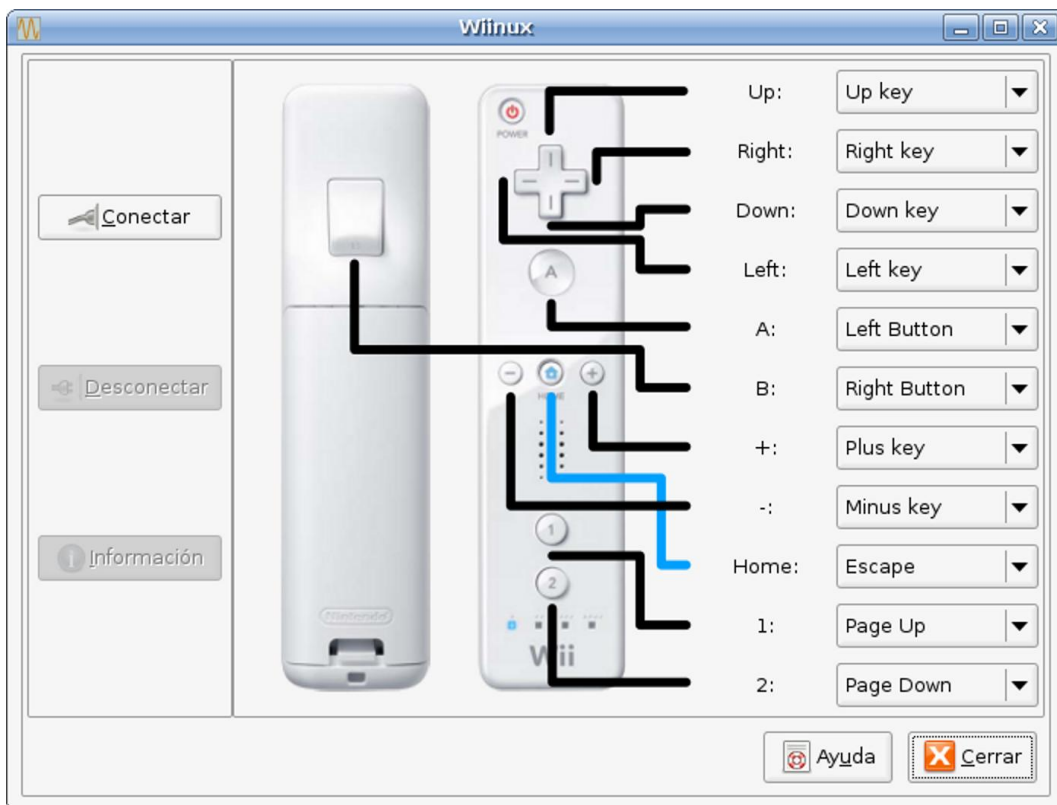 Wiinux
POWER
Up: Up key
Right: Right key
Conectar
Down: Down key
Left: Left key
A
A: Left Button
Desconectar
B: Right Button
HOME
+: Plus key
-: Minus key
1
Información
Home: Escape
2
1: Page Up
Nintendo
Wii
2: Page Down
Ayuda
Cerrar